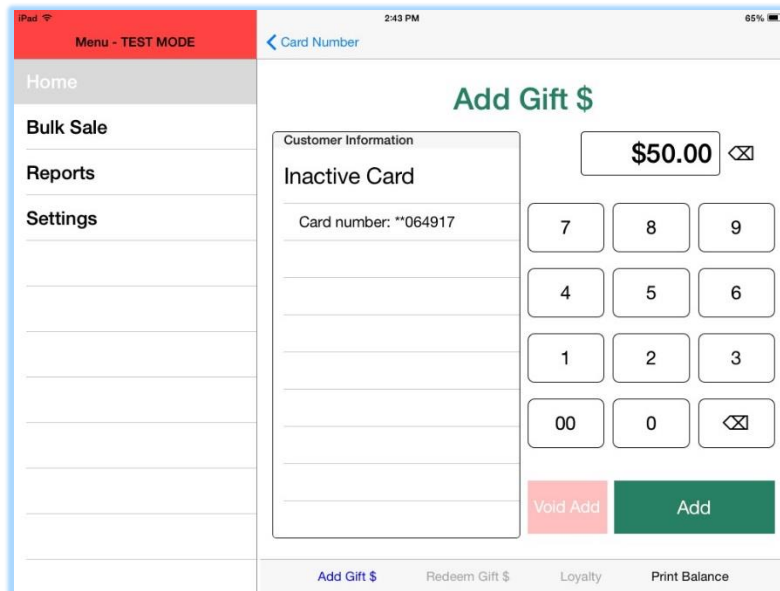 iPad 2:43 PM 65%
Menu - TEST MODE
Card Number
Home
Bulk Sale
Reports
Settings
Add Gift $
Customer Information
Inactive Card
Card number: **064917
$50.00
7 8 9
4 5 6
1 2 3
00 0
Void Add Add
Add Gift $ Redeem Gift $ Loyalty Print Balance